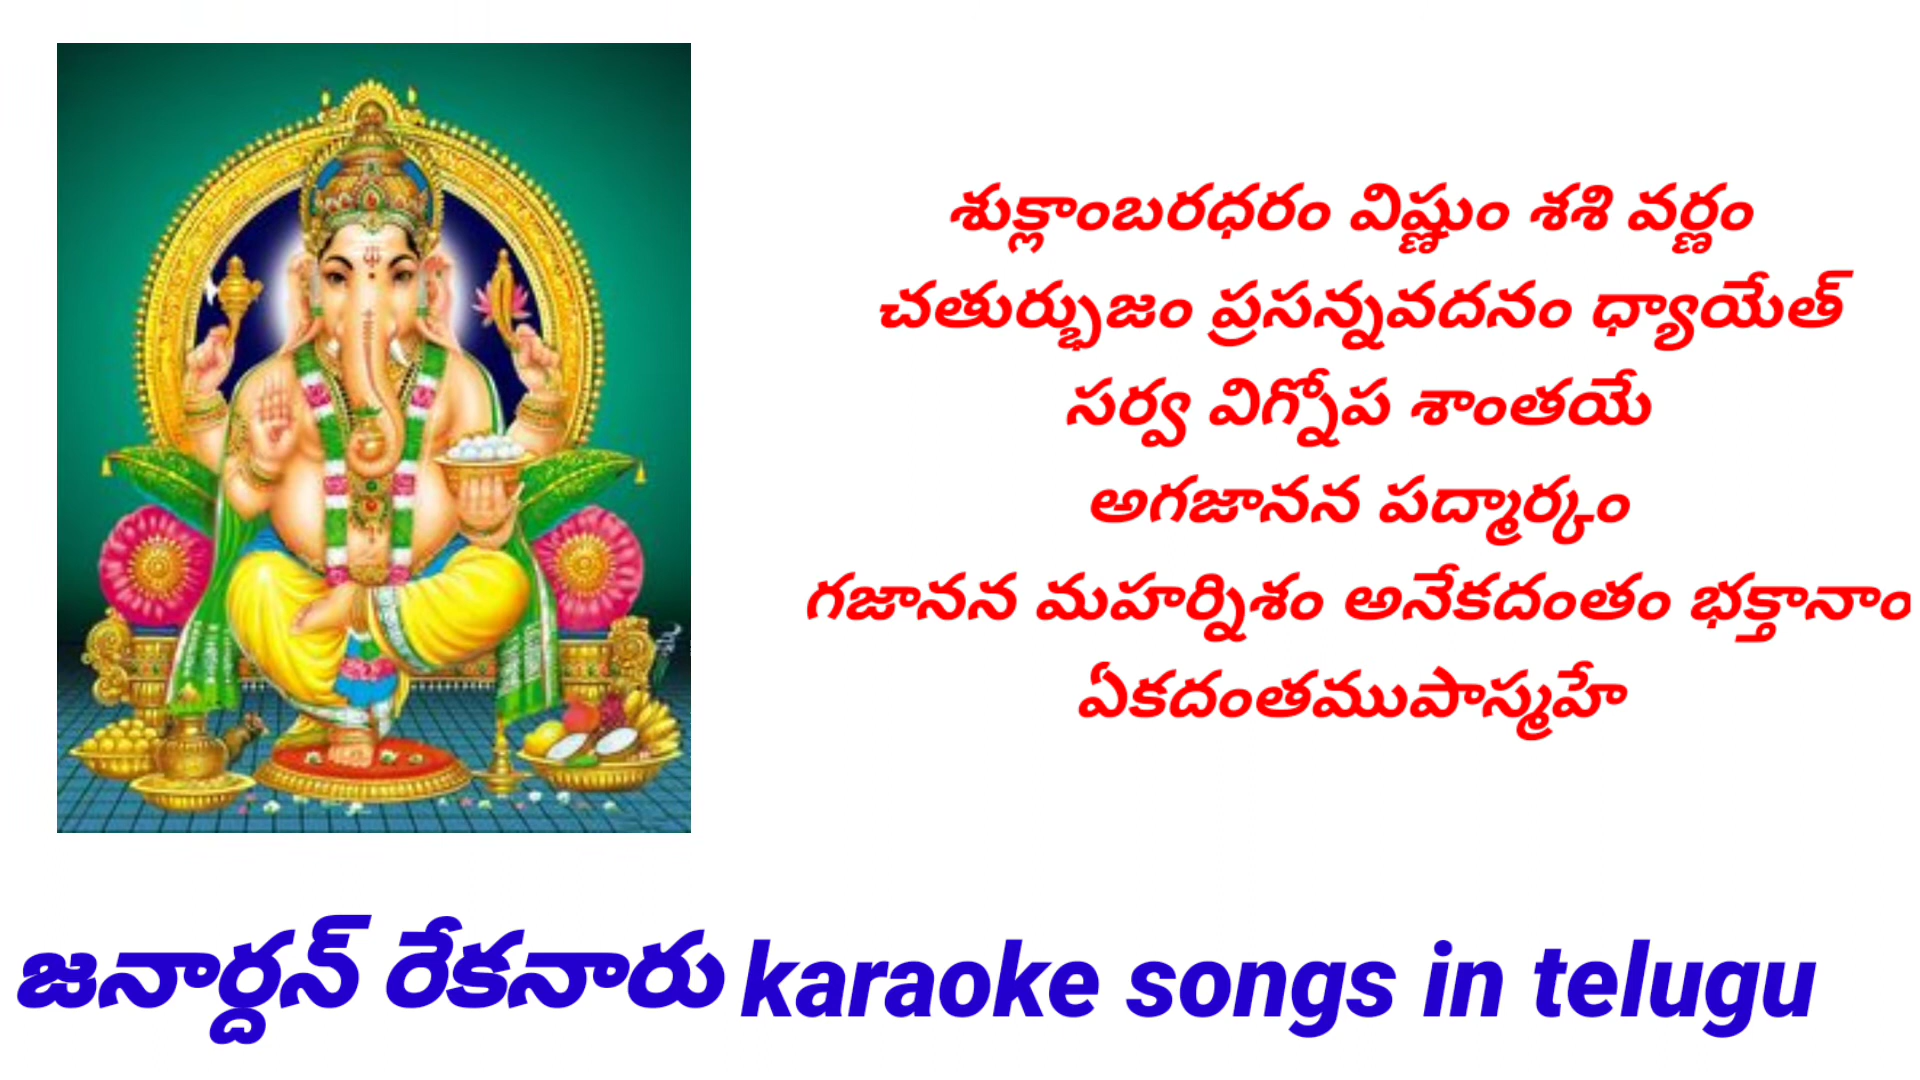 శుక్లాంబరధరం విష్ణుం శశి వర్ణం
చతుర్భుజం ప్రసన్నవదనం ధ్యాయేత్
సర్వ విగ్నోప శాంతయే
అగజానన పద్మార్కం
గజానన మహర్నిశం అనేకదంతం భక్తానాం
ఏకదంతముపాస్మహే
జనార్దన్ రేకనారు karaoke songs in telugu